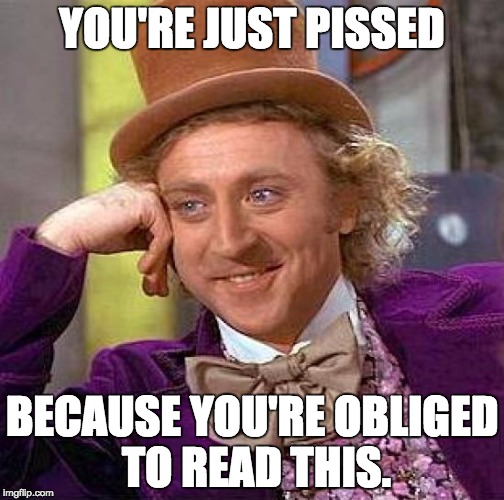 YOU'RE JUST PISSED
BECAUSE YOU'RE OBLIGED
TO READ THIS.
imgflip.com